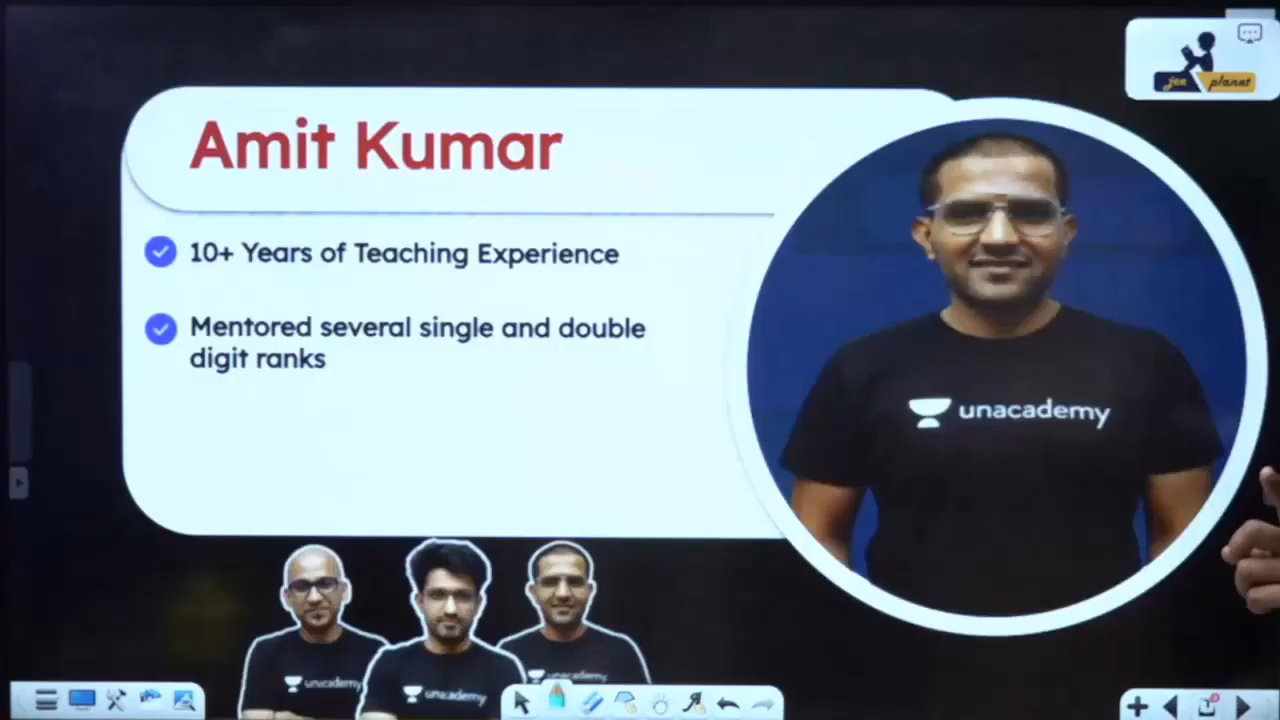 jee planet
Amit Kumar
10+ Years of Teaching Experience
Mentored several single and double
digit ranks
unacademy
unacademy
unacademy
unacademy